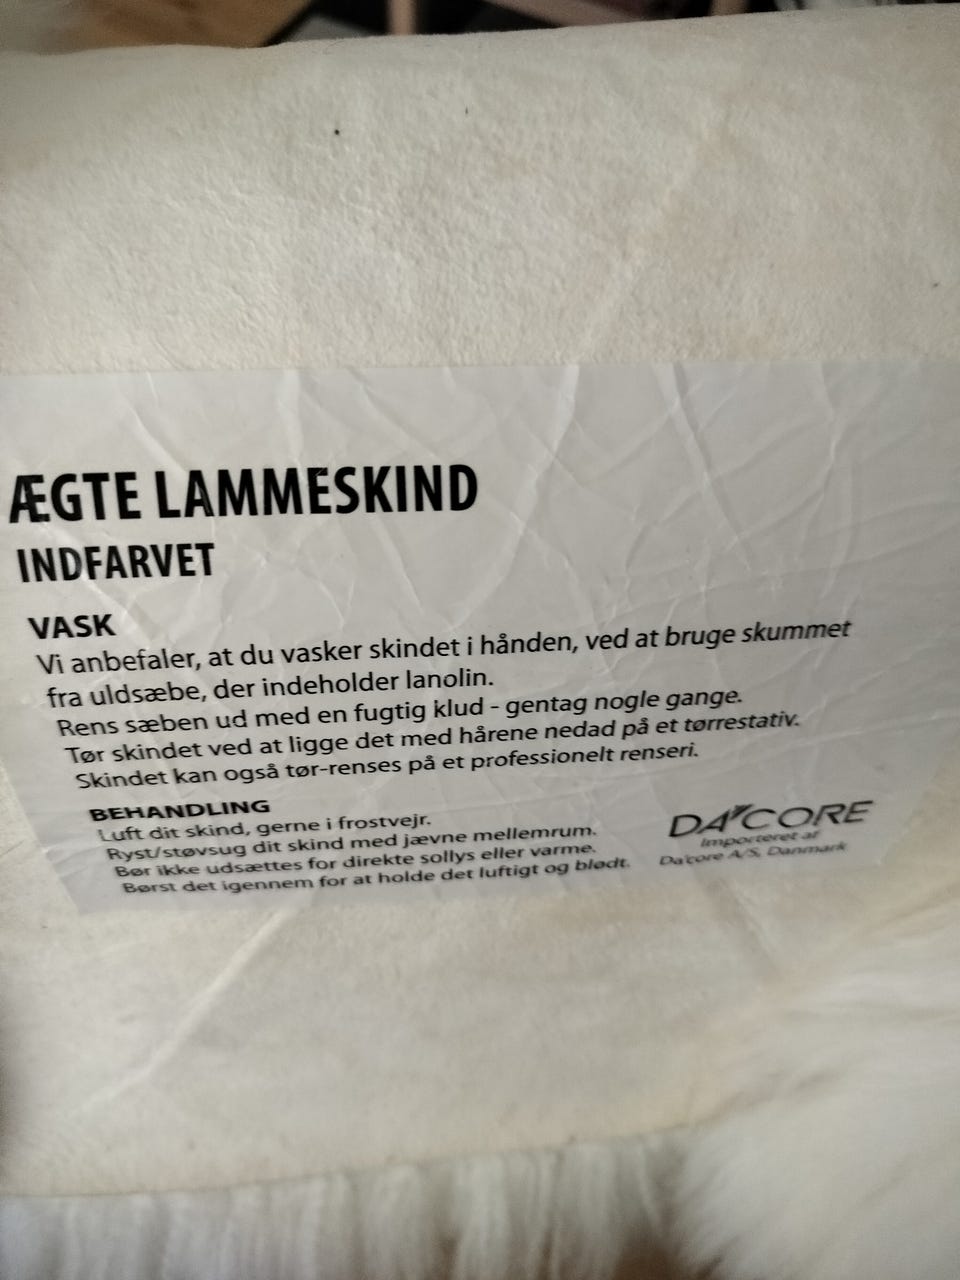 ÆGTE LAMMESKIND
INDFARVET
VASK
Vi anbefaler, at du vasker skindet i hånden, ved at bruge skummet
fra uldsæbe, der indeholder lanolin.
Rens sæben ud med en fugtig klud - gentag nogle gange.
Tør skindet ved at ligge det med hårene nedad på et tørrestativ.
Skindet kan også tør-renses på et professionelt renseri.
BEHANDLING
Luft dit skind, gerne i frostvejr.
Ryst/støvsug dit skind med jævne mellemrum.
Bør ikke udsættes for direkte sollys eller varme.
Børst det igennem for at holde det luftigt og blødt.
DA'CORE
Importeret af
Da'core A/S, Danmark